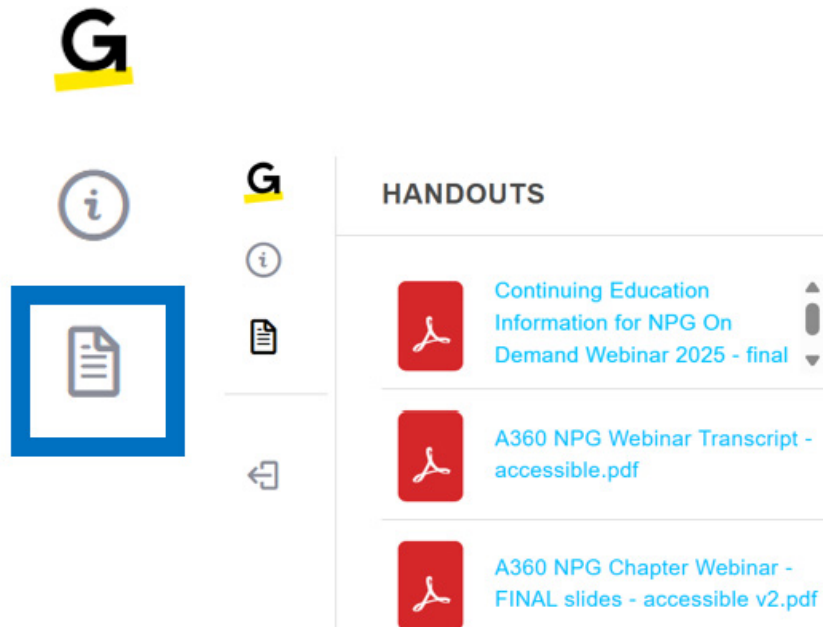 G
i
G
i
HANDOUTS
Continuing Education
Information for NPG On
Demand Webinar 2025 - final
A360 NPG Webinar Transcript -
accessible.pdf
A360 NPG Chapter Webinar -
FINAL slides - accessible v2.pdf